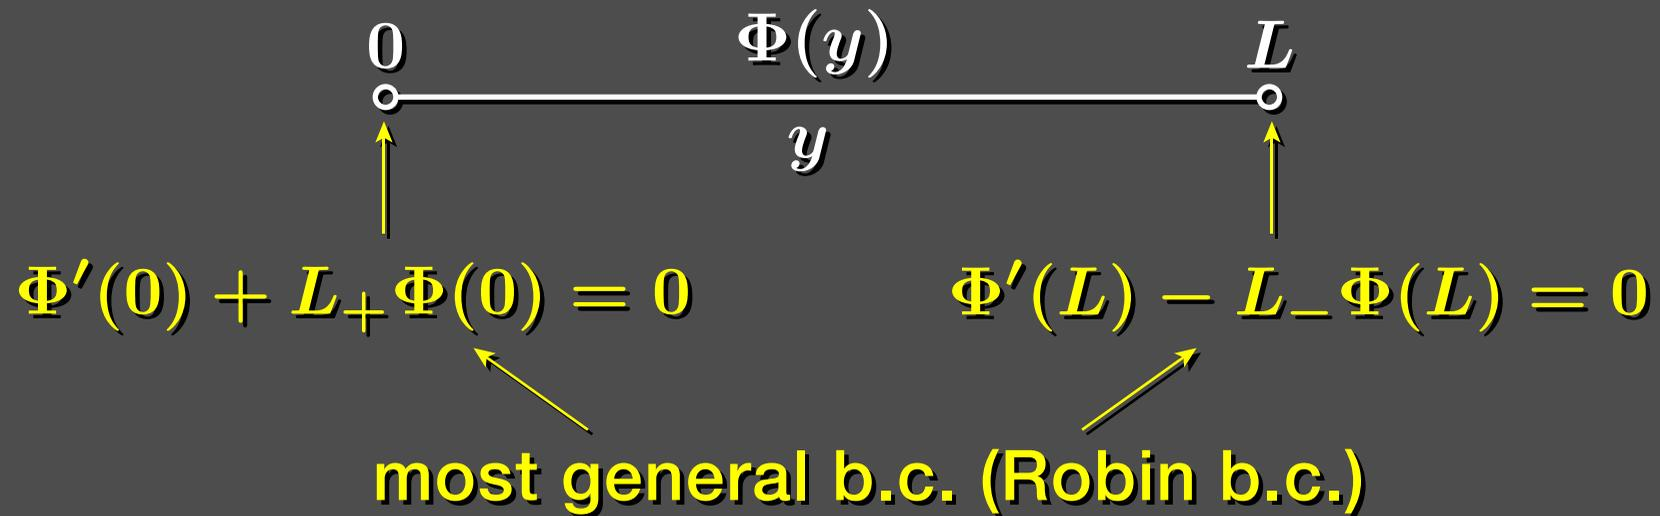 0 Φ(y) L
y
Φ′(0) + L₊Φ(0) = 0 Φ′(L) − L₋Φ(L) = 0
most general b.c. (Robin b.c.)